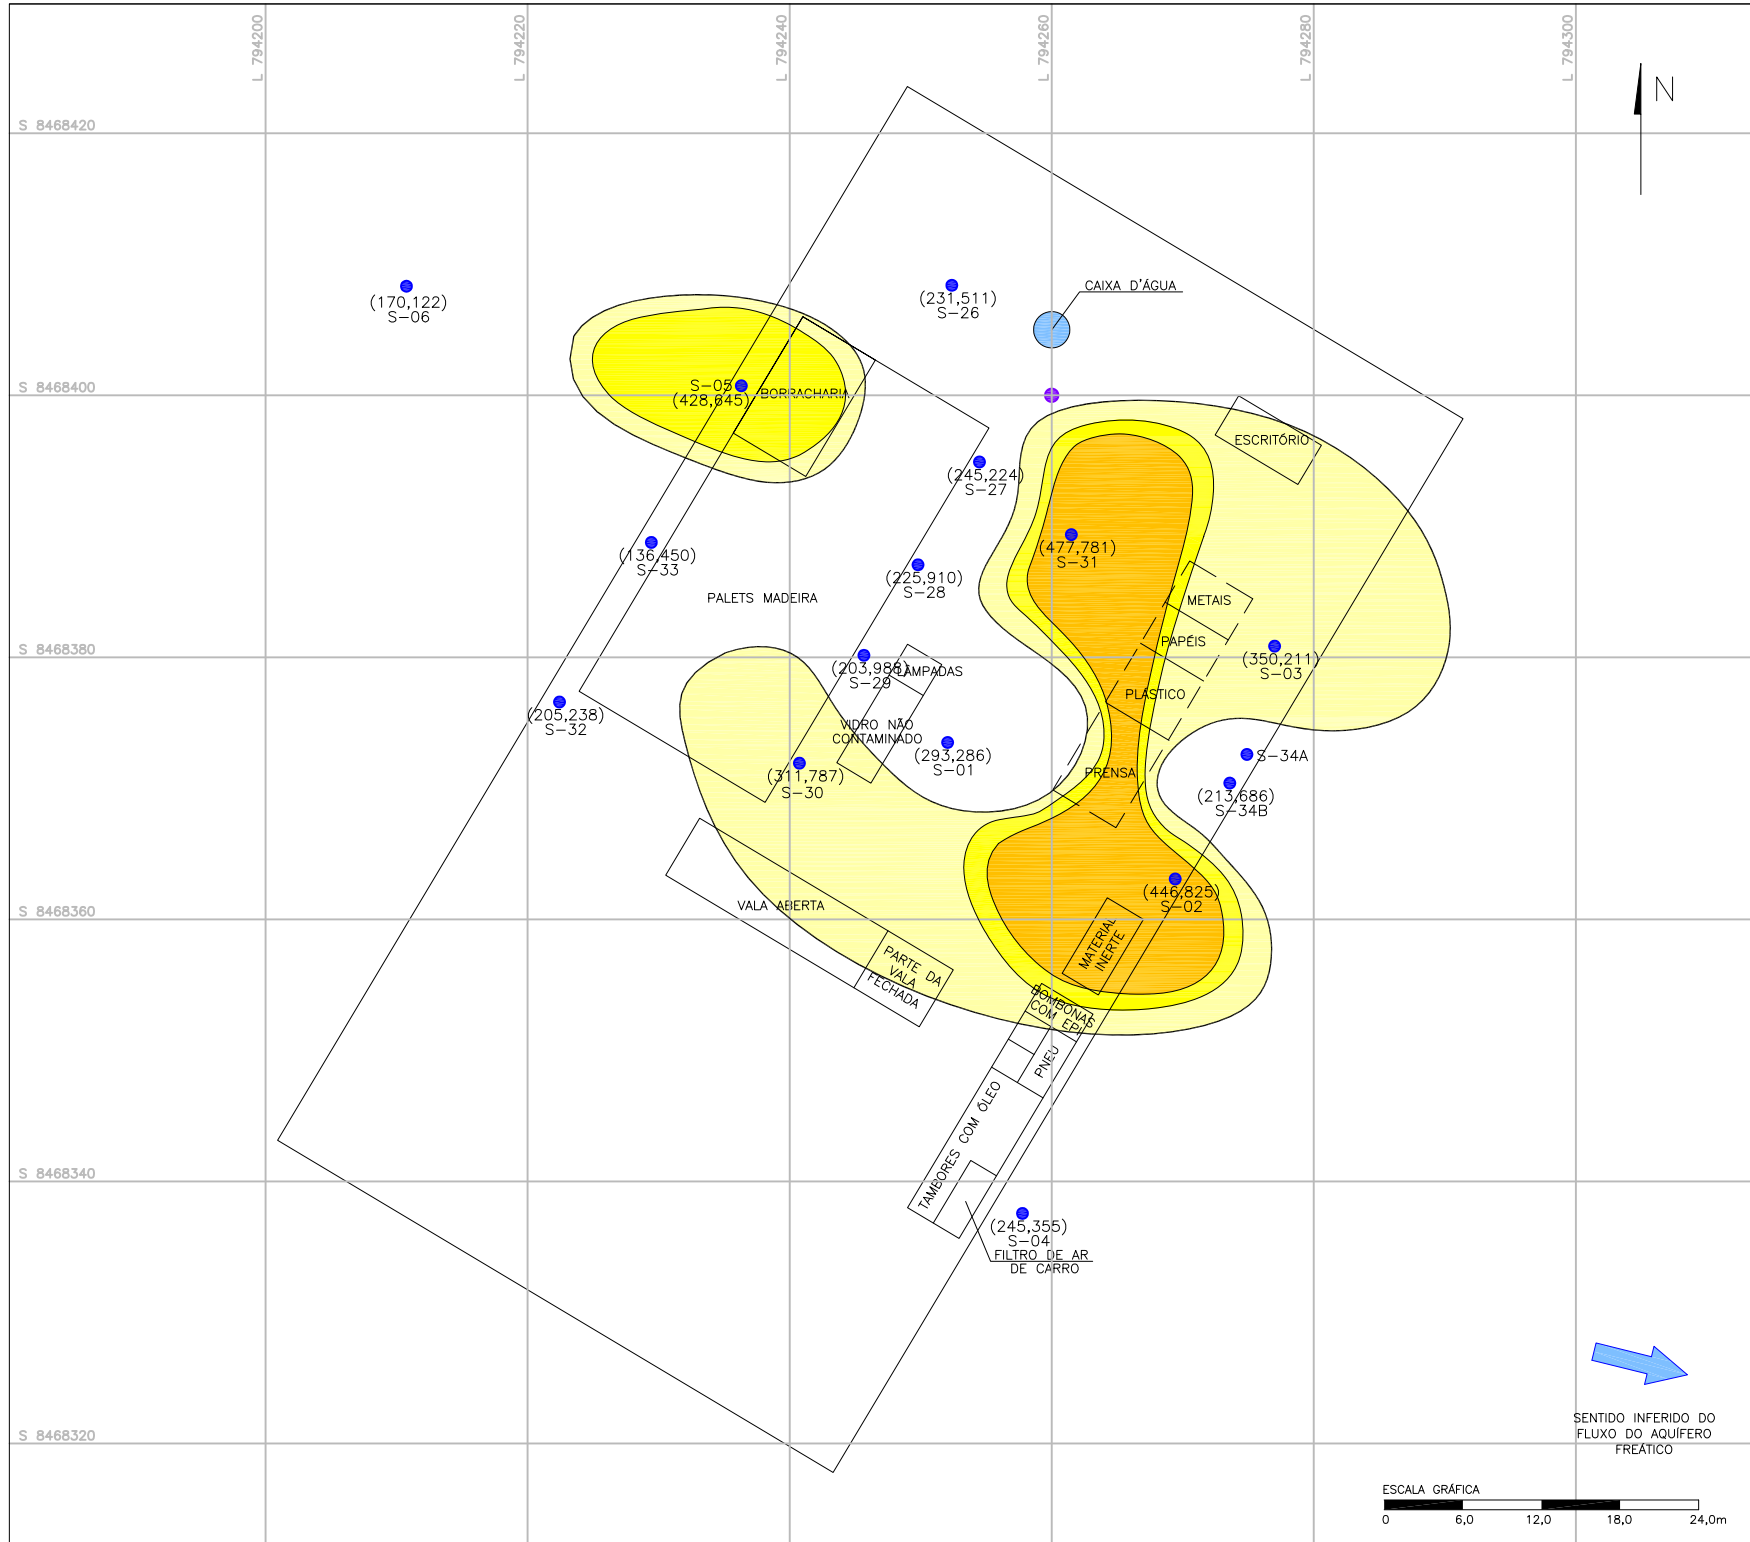 L 794200
L 794220
L 794240
L 794260
L 794280
L 794300
N
S 8468420
CAIXA D'ÁGUA
(170,122)
S-06
(231,511)
S-26
S 8468400
S-05
(428,645)
BORRACHARIA
ESCRITÓRIO
(245,224)
S-27
(477,781)
S-31
(136,450)
S-33
(225,910)
S-28
PALETS MADEIRA
METAIS
PAPÉIS
S 8468380
(203,988)
S-29
LÂMPADAS
(350,211)
S-03
PLÁSTICO
(205,238)
S-32
VIDRO NÃO
CONTAMINADO
(293,286)
S-01
S-34A
PRENSA
(311,787)
S-30
(213,686)
S-34B
(446,825)
S-02
VALA ABERTA
S 8468360
MATERIAL
INERTE
PARTE DA
VALA
FECHADA
BOMBONAS
COM EPI
PNEU
TAMBORES COM ÓLEO
S 8468340
(245,355)
S-04
FILTRO DE AR
DE CARRO
SENTIDO INFERIDO DO
FLUXO DO AQUÍFERO
FREÁTICO
S 8468320
ESCALA GRÁFICA
0 6,0 12,0 18,0 24,0m